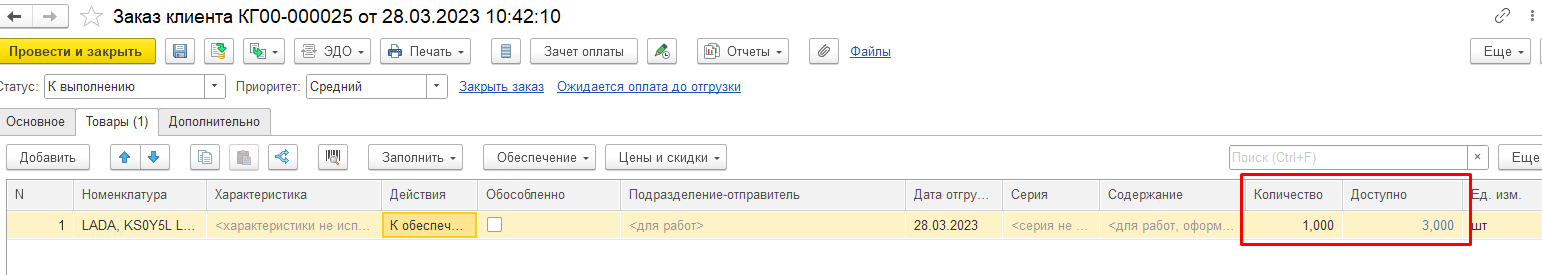 Заказ клиента КГ00-000025 от 28.03.2023 10:42:10
Провести и закрыть ЭДО Печать Зачет оплаты Отчеты Файлы Еще
Статус: К выполнению Приоритет: Средний Закрыть заказ Ожидается оплата до отгрузки
Основное Товары (1) Дополнительно
Добавить Заполнить Обеспечение Цены и скидки Поиск (Ctrl+F) × Еще
N Номенклатура Характеристика Действия Обособленно Подразделение-отправитель Дата отгру... Серия Содержание Количество Доступно Ед. изм.
1 LADA, KS0Y5L L... <характеристики не исп... К обеспеч... <для работ> 28.03.2023 <серия не ... <для работ, оформ... 1,000 3,000 шт